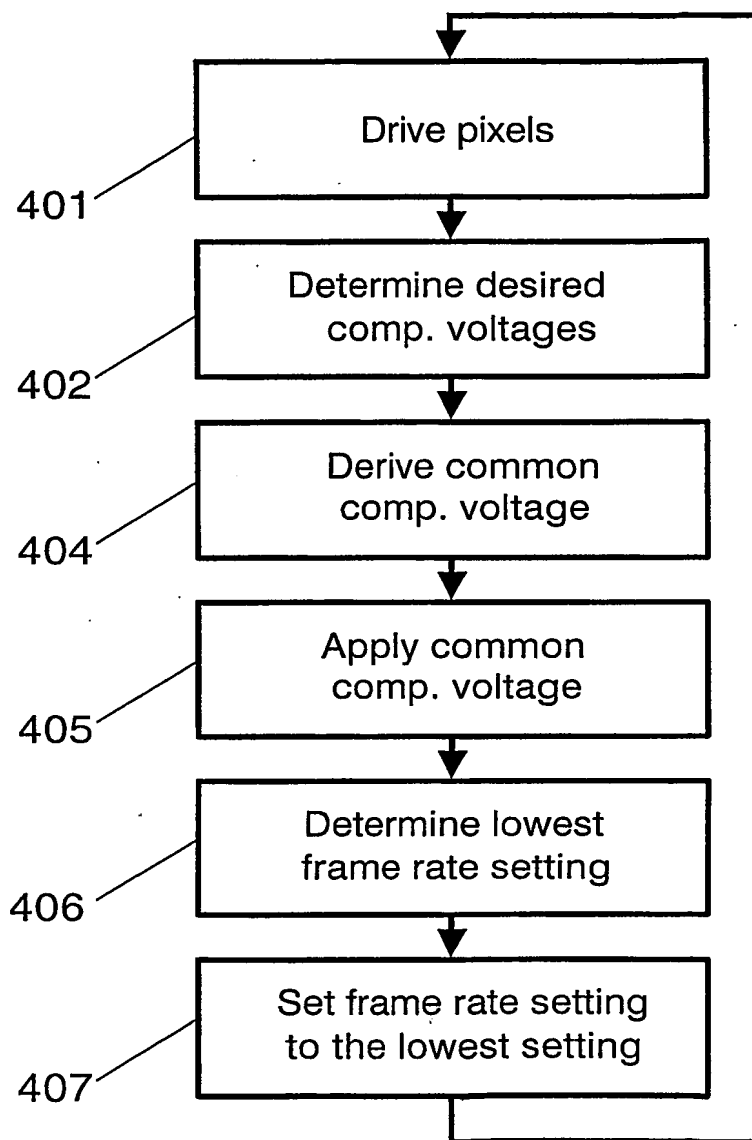 Drive pixels
401
Determine desired
comp. voltages
402
Derive common
comp. voltage
404
Apply common
comp. voltage
405
Determine lowest
frame rate setting
406
Set frame rate setting
to the lowest setting
407